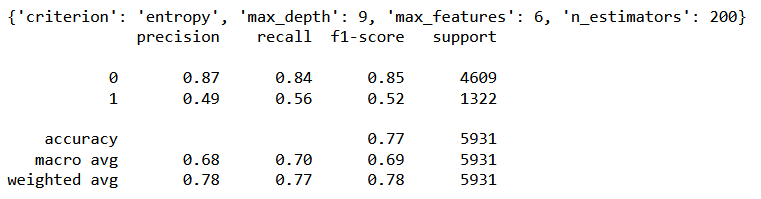 {'criterion': 'entropy', 'max_depth': 9, 'max_features': 6, 'n_estimators': 200}
precision recall f1-score support
0 0.87 0.84 0.85 4609
1 0.49 0.56 0.52 1322
accuracy 0.77 5931
macro avg 0.68 0.70 0.69 5931
weighted avg 0.78 0.77 0.78 5931